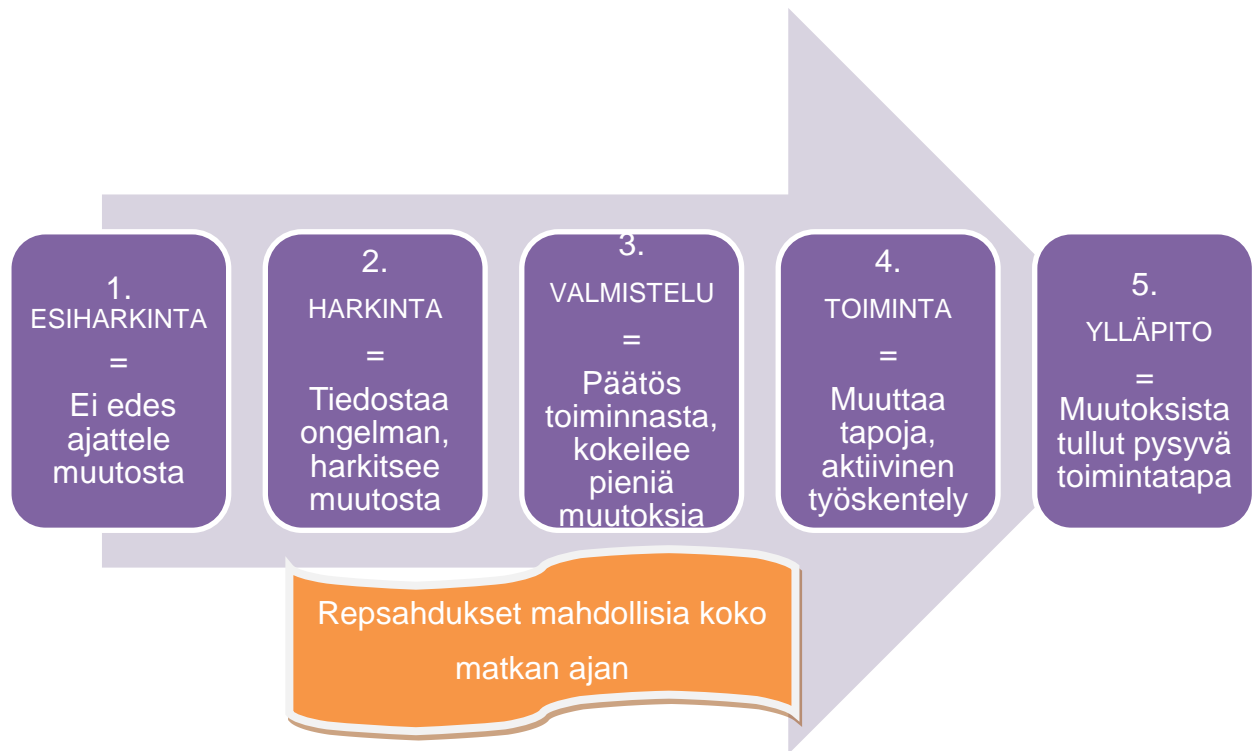 1.
ESIHARKINTA
=
Ei edes
ajattele
muutosta
2.
HARKINTA
=
Tiedostaa
ongelman,
harkitsee
muutosta
3.
VALMISTELU
=
Päätös
toiminnasta,
kokeilee
pieniä
muutoksia
4.
TOIMINTA
=
Muuttaa
tapoja,
aktiivinen
työskentely
5.
YLLÄPITO
=
Muutoksista
tullut pysyvä
toimintatapa
Repsahdukset mahdollisia koko
matkan ajan